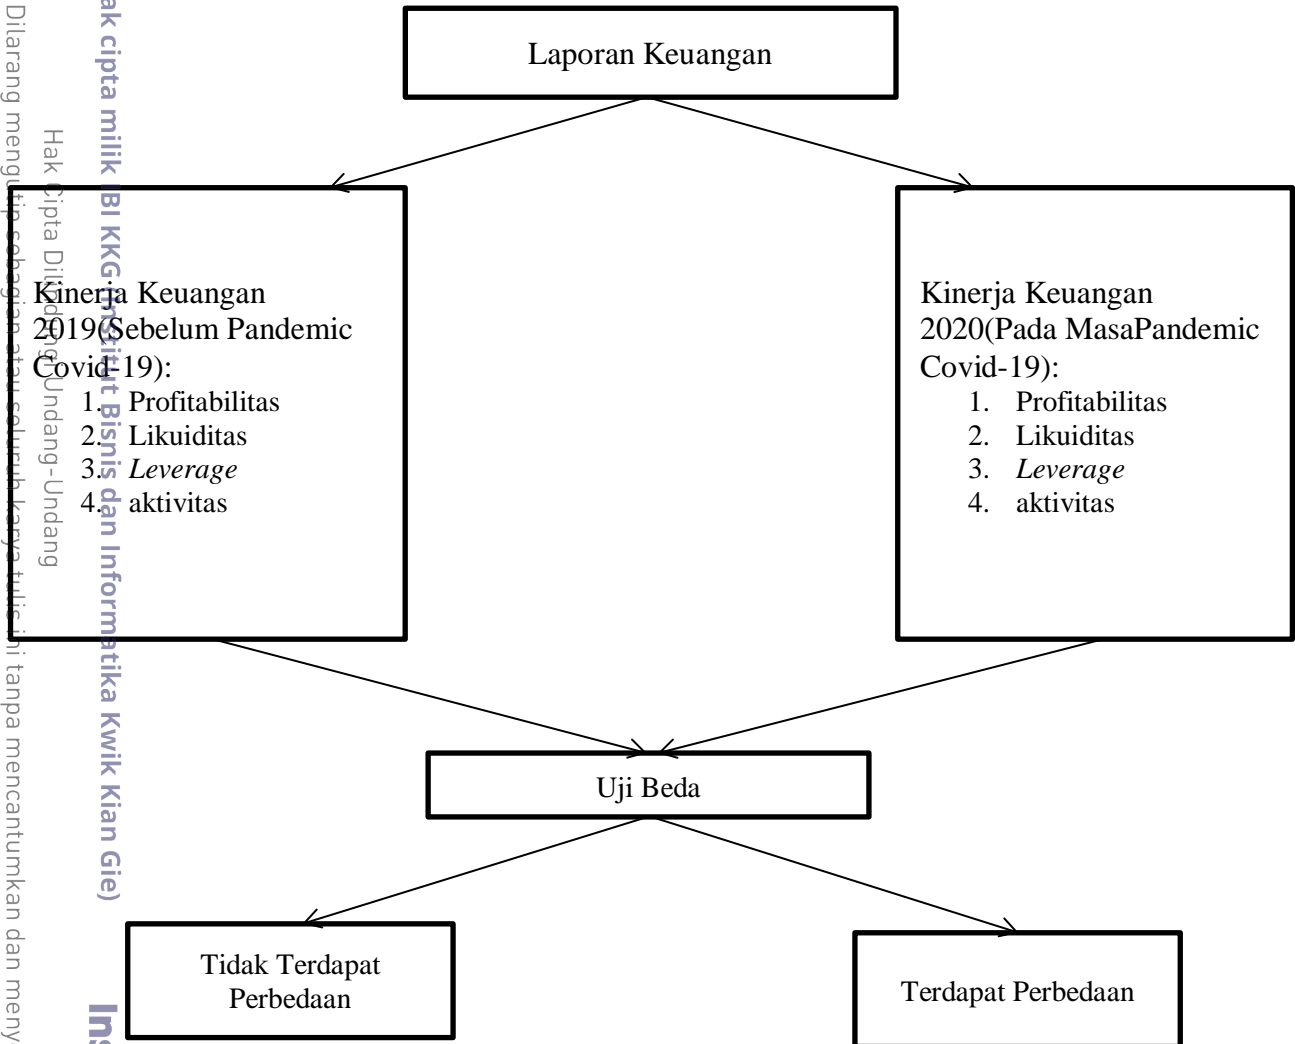 Laporan Keuangan
Kinerja Keuangan
2019(Sebelum Pandemic
Covid-19):
1. Profitabilitas
2. Likuiditas
3. Leverage
4. aktivitas
Kinerja Keuangan
2020(Pada MasaPandemic
Covid-19):
1. Profitabilitas
2. Likuiditas
3. Leverage
4. aktivitas
Uji Beda
Tidak Terdapat
Perbedaan
Terdapat Perbedaan
ak cipta milik IBI KKG (Institut Bisnis dan Informatika Kwik Kian Gie)
Hak Cipta Dilindungi Undang-Undang
Dilarang mengutip sebagian atau seluruh karya tulis ini tanpa mencantumkan dan meny
Ins